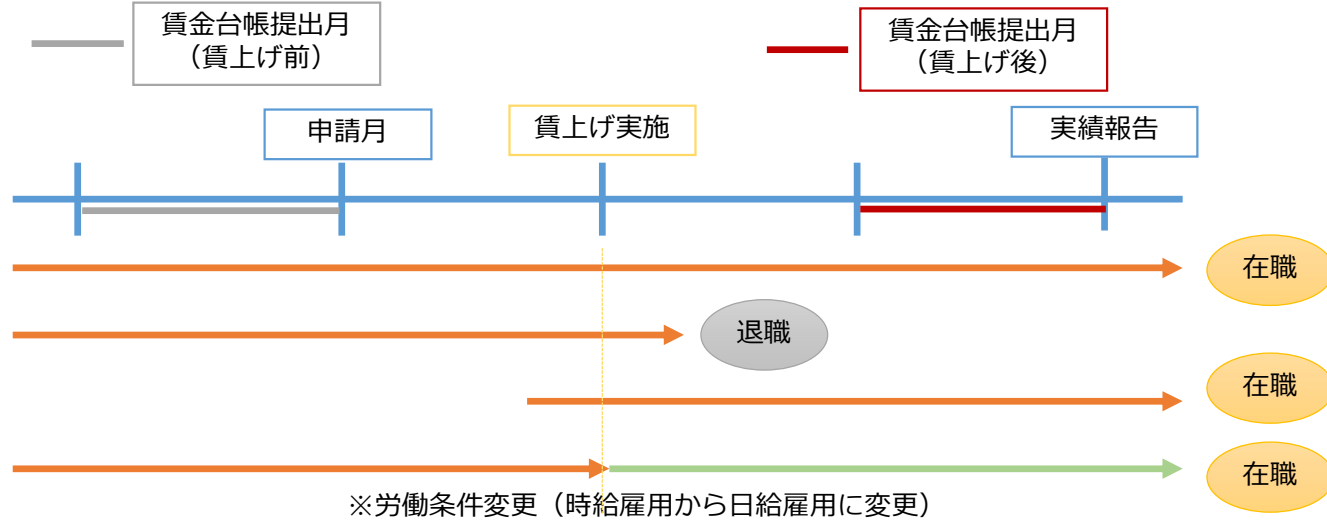 賃金台帳提出月
（賃上げ前）
賃金台帳提出月
（賃上げ後）
申請月
賃上げ実施
実績報告
在職
退職
在職
在職
※労働条件変更（時給雇用から日給雇用に変更）